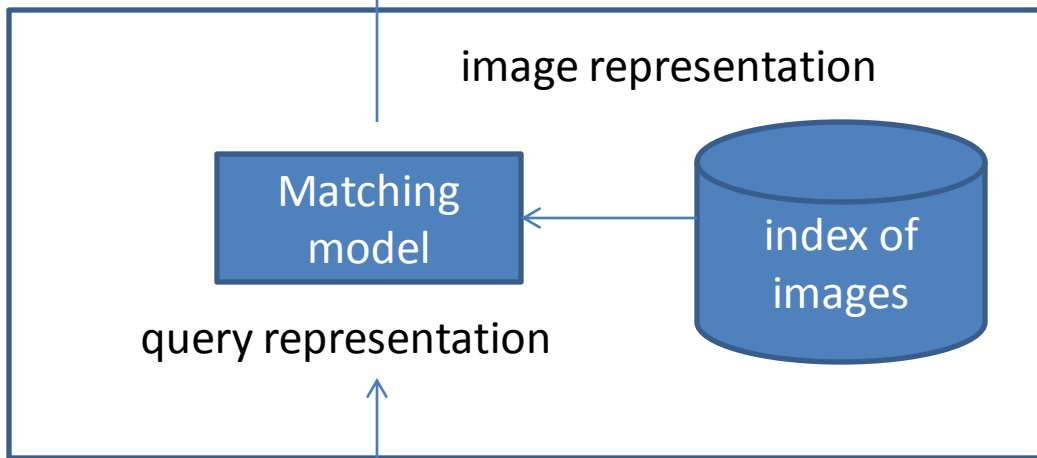 image representation
Matching
model
index of
images
query representation